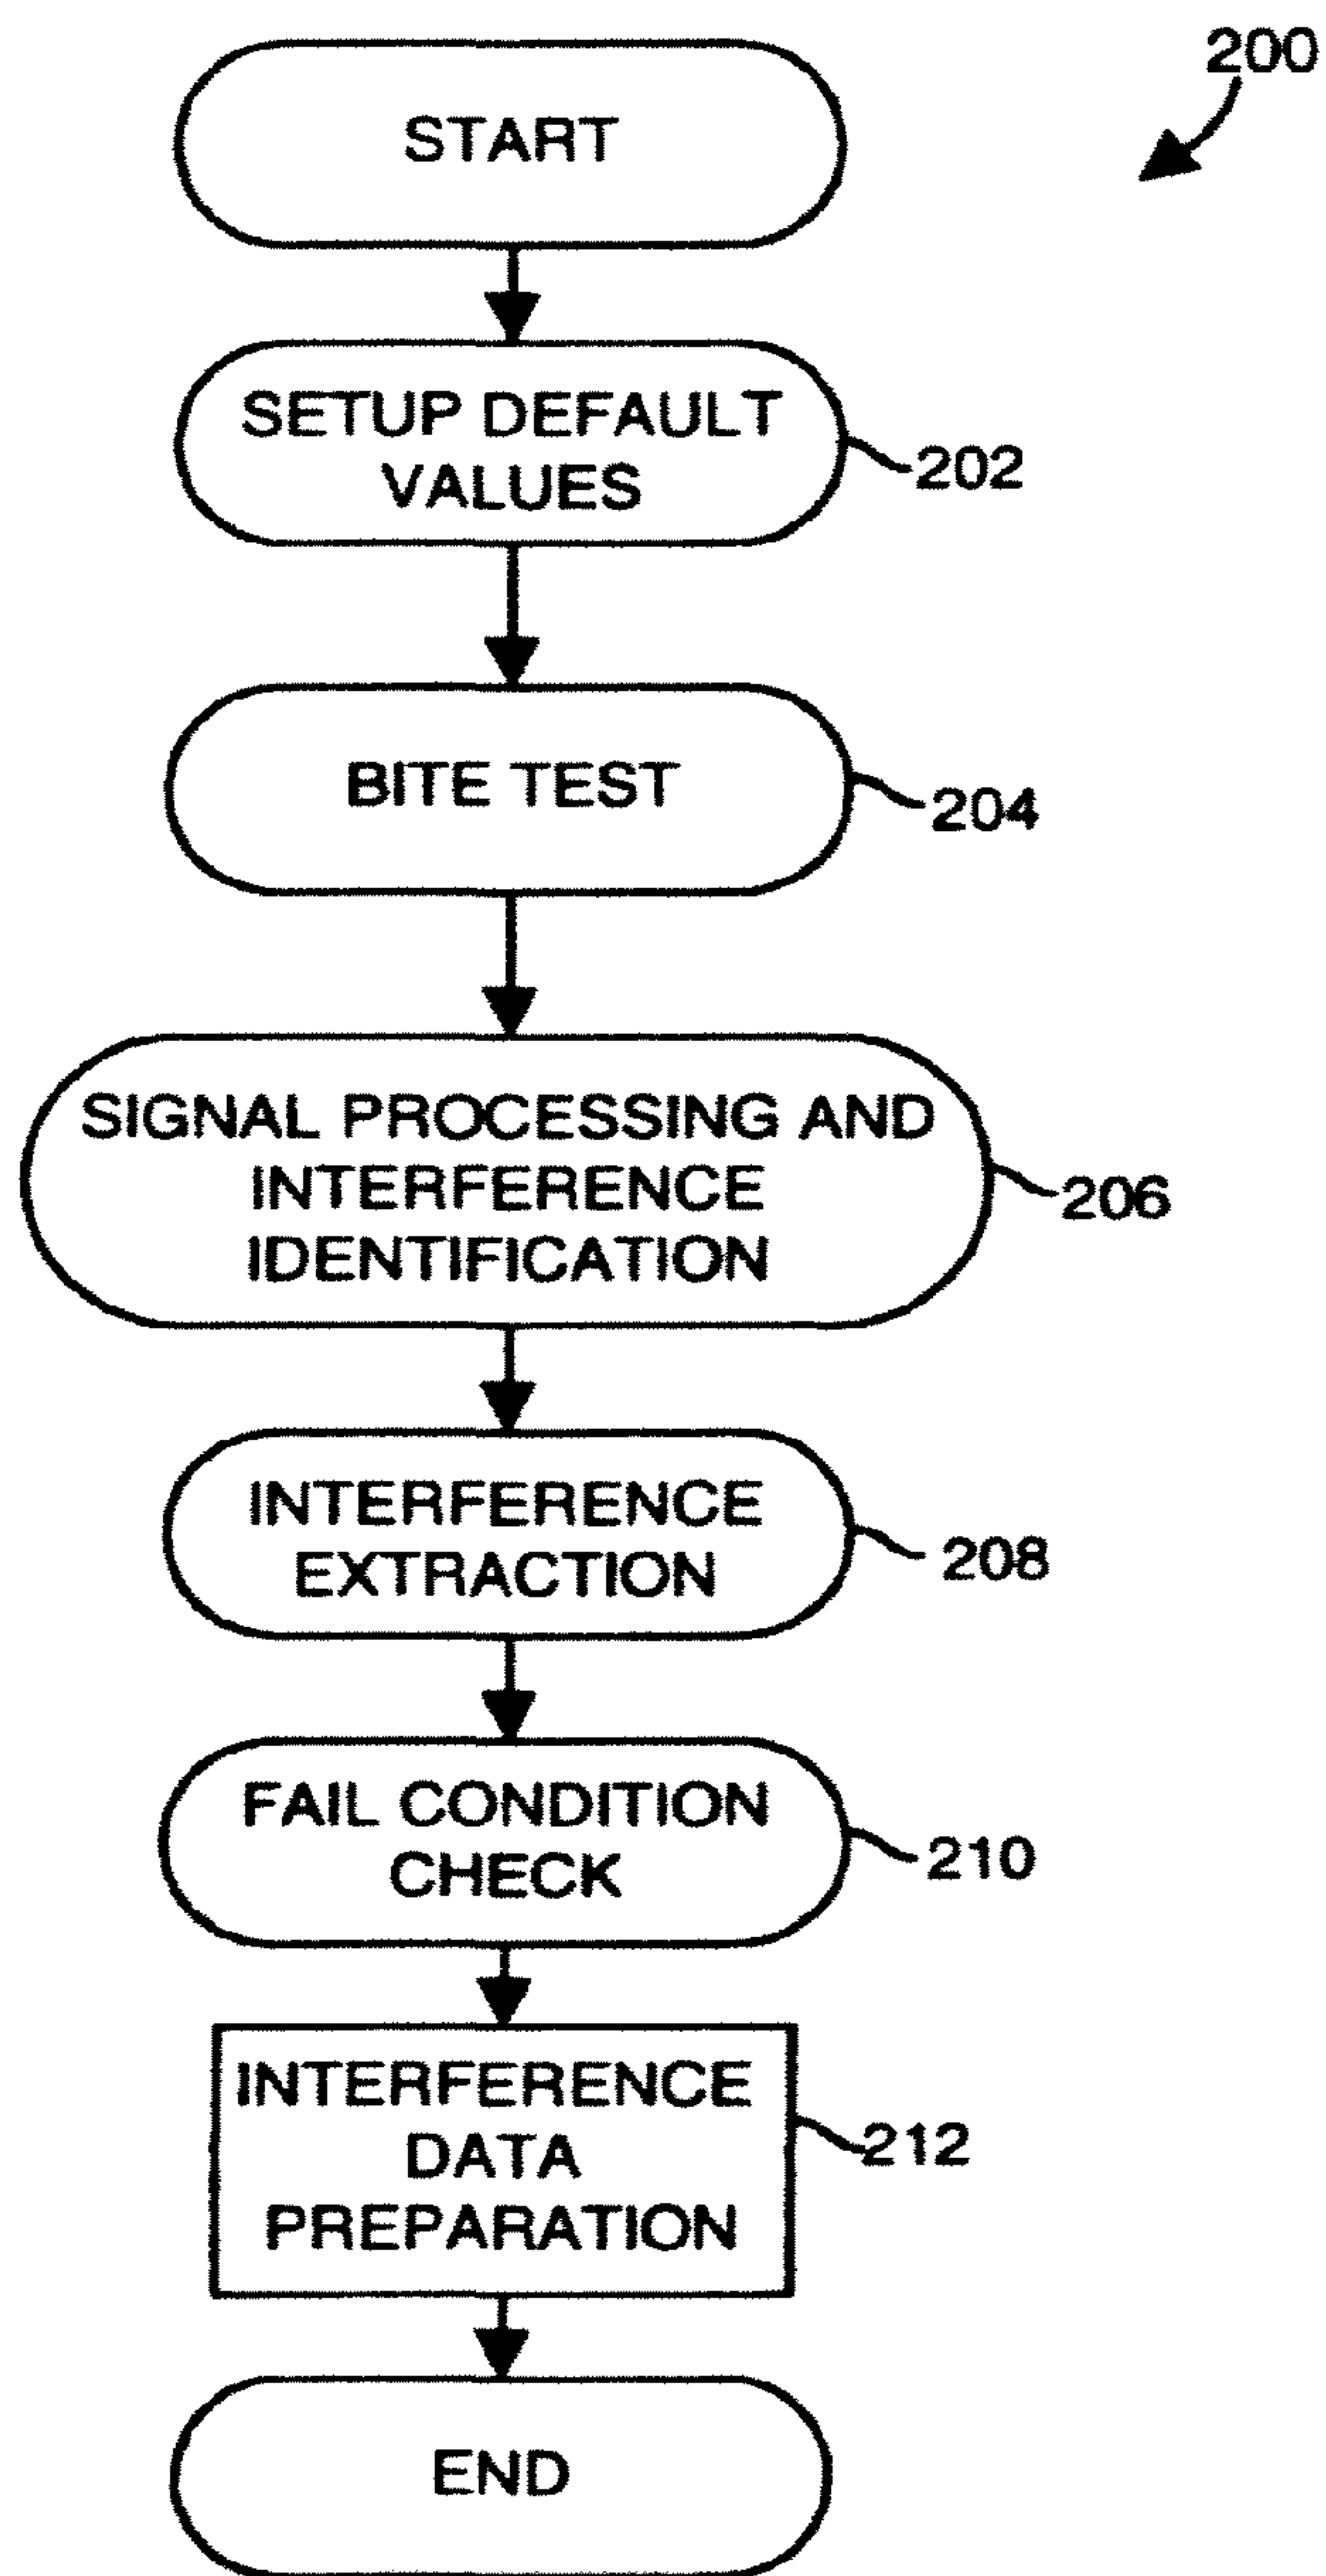 200
START
SETUP DEFAULT
VALUES
202
BITE TEST
204
SIGNAL PROCESSING AND
INTERFERENCE
IDENTIFICATION
206
INTERFERENCE
EXTRACTION
208
FAIL CONDITION
CHECK
210
INTERFERENCE
DATA
PREPARATION
212
END